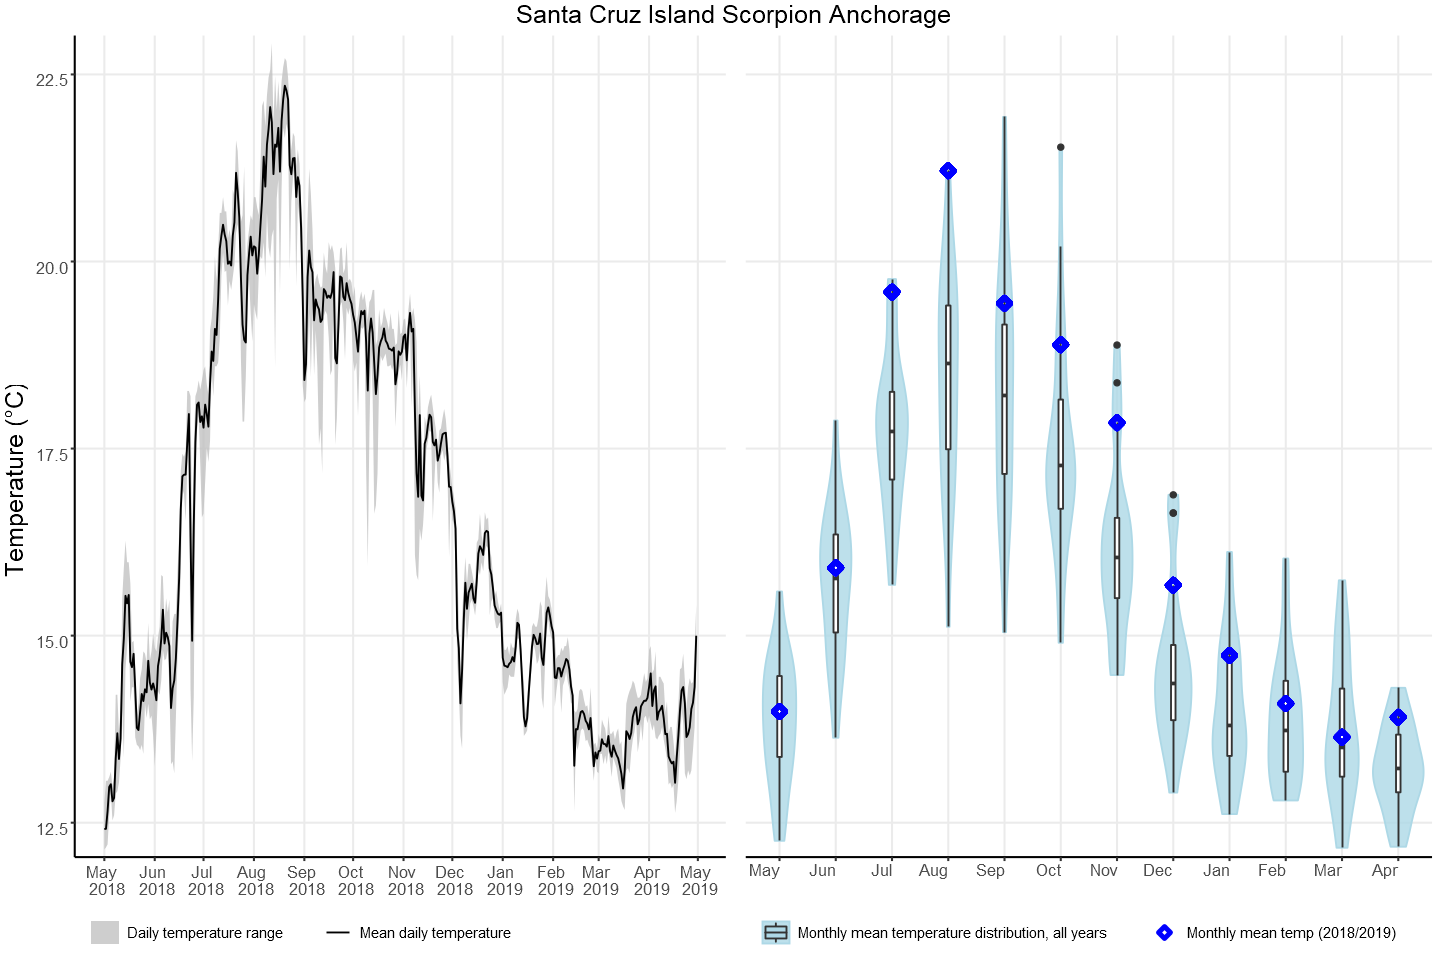 Santa Cruz Island Scorpion Anchorage
Temperature (°C)
22.5
20.0
17.5
15.0
12.5
May 2018
Jun 2018
Jul 2018
Aug 2018
Sep 2018
Oct 2018
Nov 2018
Dec 2018
Jan 2019
Feb 2019
Mar 2019
Apr 2019
May 2019
May Jun Jul Aug Sep Oct Nov Dec Jan Feb Mar Apr
Daily temperature range
Mean daily temperature
Monthly mean temperature distribution, all years
Monthly mean temp (2018/2019)